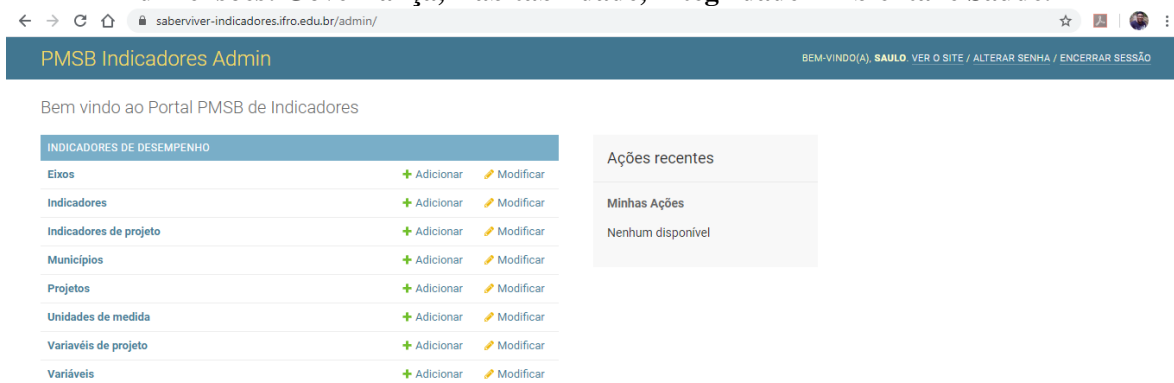 saberviver-indicadores.ifro.edu.br/admin/
PMSB Indicadores Admin
BEM-VINDO(A), SAULO. VER O SITE / ALTERAR SENHA / ENCERRAR SESSÃO
Bem vindo ao Portal PMSB de Indicadores
INDICADORES DE DESEMPENHO
Eixos Adicionar Modificar
Indicadores Adicionar Modificar
Indicadores de projeto Adicionar Modificar
Municípios Adicionar Modificar
Projetos Adicionar Modificar
Unidades de medida Adicionar Modificar
Variavéis de projeto Adicionar Modificar
Variáveis Adicionar Modificar
Ações recentes
Minhas Ações
Nenhum disponível